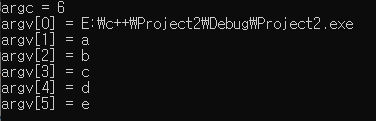 argc = 6
argv[0] = E:₩c++₩Project2₩Debug₩Project2.exe
argv[1] = a
argv[2] = b
argv[3] = c
argv[4] = d
argv[5] = e